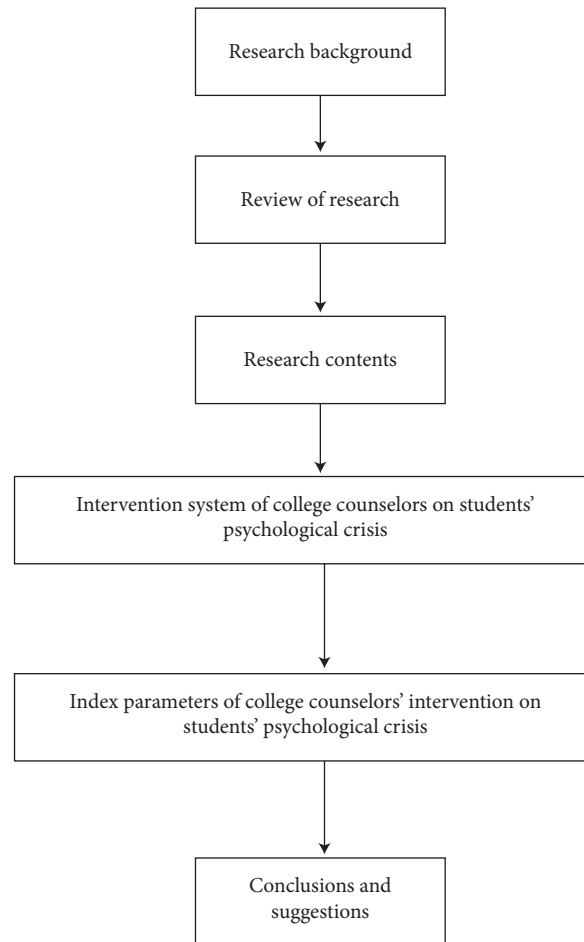 Research background
Review of research
Research contents
Intervention system of college counselors on students’
psychological crisis
Index parameters of college counselors’ intervention on
students’ psychological crisis
Conclusions and
suggestions